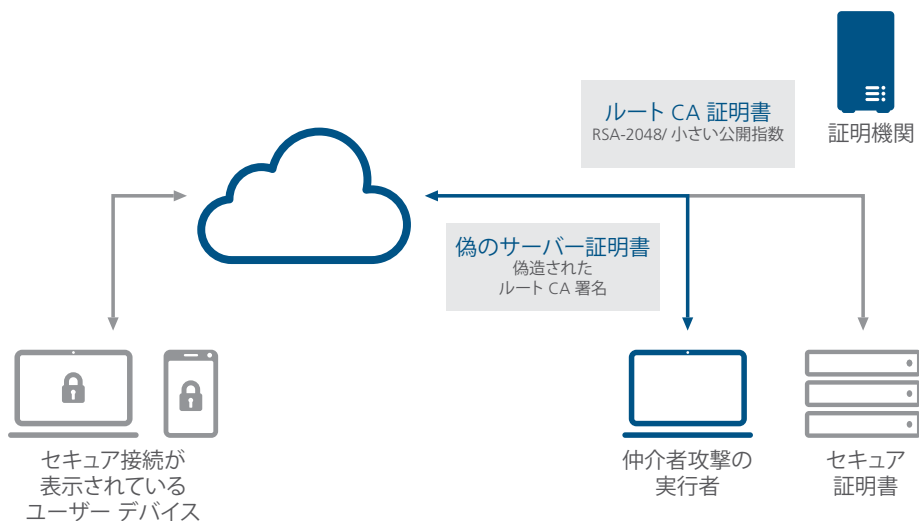 ルート CA 証明書
RSA-2048/ 小さい公開指数
証明機関
偽のサーバー証明書
偽造された
ルート CA 署名
セキュア接続が
表示されている
ユーザー デバイス
仲介者攻撃の
実行者
セキュア
証明書